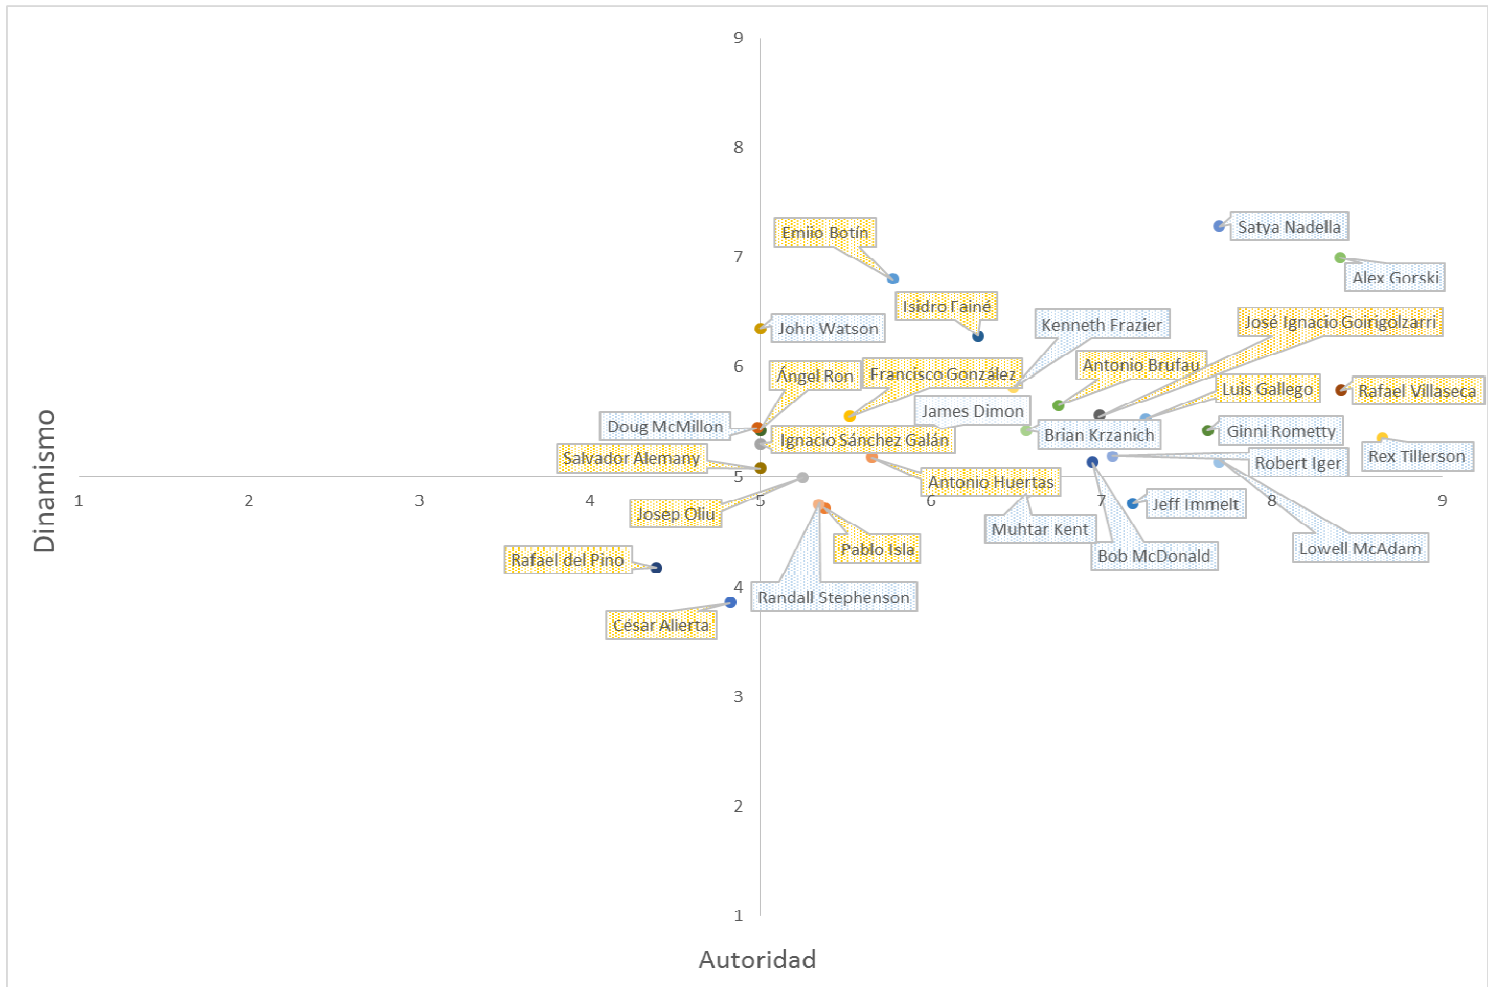 9
8
Satya Nadella
Emiio Botín
7
Alex Gorski
Isidro Fainé
José Ignacio Goirigolzarri
Kenneth Frazier
John Watson
6
Antonio Brufau
Francisco González
Ángel Ron
Luis Gallego
Rafael Villaseca
James Dimon
Doug McMillon
Ginni Rometty
Brian Krzanich
Ignacio Sánchez Galán
Rex Tillerson
Salvador Alemany
Robert Iger
5
Antonio Huertas
1 2 3 4 5 6 7 8 9
Jeff Immelt
Josep Oliu
Dinamismo
Muhtar Kent
Pablo Isla
Lowell McAdam
Bob McDonald
Rafael del Pino
4
Randall Stephenson
César Alierta
3
2
1
Autoridad